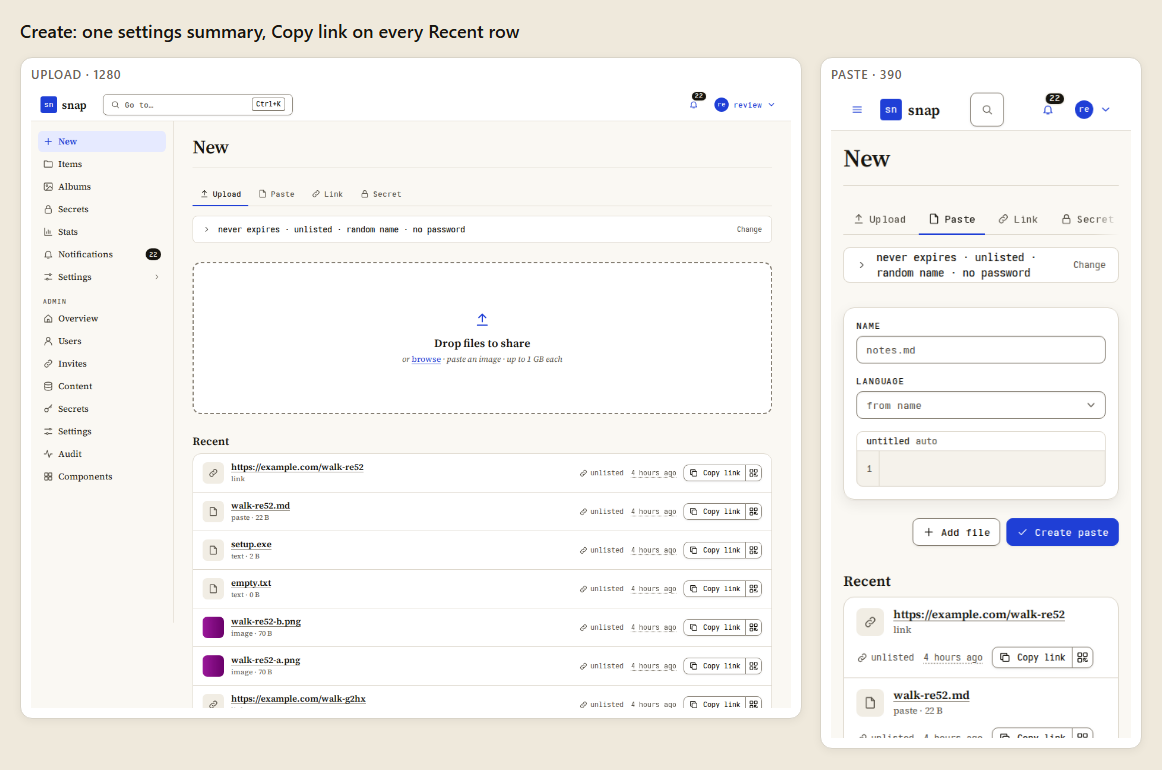 Create: one settings summary, Copy link on every Recent row
UPLOAD · 1280
sn snap
Go to…
Ctrl+K
22
re review
New
Items
Albums
Secrets
Stats
Notifications 22
Settings
ADMIN
Overview
Users
Invites
Content
Secrets
Settings
Audit
Components
New
Upload Paste Link Secret
never expires · unlisted · random name · no password Change
Drop files to share
or browse · paste an image · up to 1 GB each
Recent
https://example.com/walk-re52
link
unlisted 4 hours ago Copy link
walk-re52.md
paste · 22 B
unlisted 4 hours ago Copy link
setup.exe
text · 2 B
unlisted 4 hours ago Copy link
empty.txt
text · 0 B
unlisted 4 hours ago Copy link
walk-re52-b.png
image · 70 B
unlisted 4 hours ago Copy link
walk-re52-a.png
image · 70 B
unlisted 4 hours ago Copy link
https://example.com/walk-g2hx
unlisted 4 hours ago Copy link
PASTE · 390
sn snap
22
re
New
Upload Paste Link Secret
never expires · unlisted ·
random name · no password
Change
NAME
notes.md
LANGUAGE
from name
untitled auto
1
Add file
Create paste
Recent
https://example.com/walk-re52
link
unlisted 4 hours ago Copy link
walk-re52.md
paste · 22 B
unlisted 4 hours ago Copy link